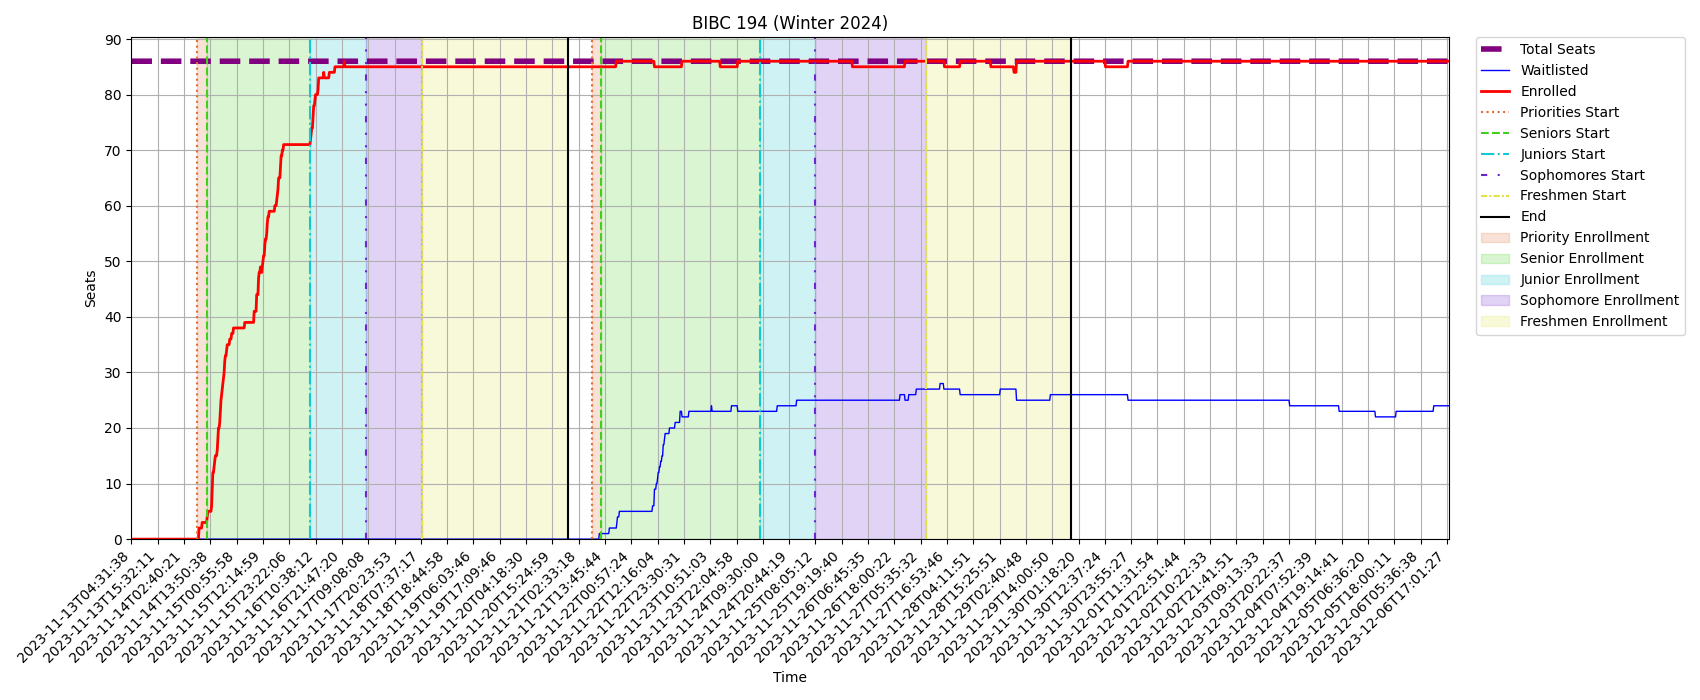 BIBC 194 (Winter 2024)
90
80
70
60
50
40
30
20
10
0
Seats
2023-11-13T04:31:38
2023-11-13T15:32:11
2023-11-14T02:40:21
2023-11-14T13:50:38
2023-11-15T00:55:58
2023-11-15T12:14:59
2023-11-15T23:22:06
2023-11-16T10:38:12
2023-11-16T21:47:20
2023-11-17T09:08:08
2023-11-17T20:23:53
2023-11-18T07:37:17
2023-11-18T18:44:58
2023-11-19T06:03:46
2023-11-19T17:09:46
2023-11-20T04:18:30
2023-11-20T15:24:59
2023-11-21T02:33:18
2023-11-21T13:45:44
2023-11-22T00:57:24
2023-11-22T12:16:04
2023-11-22T23:30:31
2023-11-23T10:51:03
2023-11-23T22:04:58
2023-11-24T09:30:00
2023-11-24T20:44:19
2023-11-25T08:05:12
2023-11-25T19:19:40
2023-11-26T06:45:35
2023-11-26T18:00:22
2023-11-27T05:35:32
2023-11-27T16:53:46
2023-11-28T04:11:51
2023-11-28T15:25:51
2023-11-29T02:40:48
2023-11-29T14:00:50
2023-11-30T01:18:20
2023-11-30T12:37:24
2023-11-30T23:55:27
2023-12-01T11:31:54
2023-12-01T22:51:44
2023-12-02T10:22:33
2023-12-02T21:41:51
2023-12-03T09:13:33
2023-12-03T20:22:37
2023-12-04T07:52:39
2023-12-04T19:14:41
2023-12-05T06:36:20
2023-12-05T18:00:11
2023-12-06T05:36:38
2023-12-06T17:01:27
Time
Total Seats
Waitlisted
Enrolled
Priorities Start
Seniors Start
Juniors Start
Sophomores Start
Freshmen Start
End
Priority Enrollment
Senior Enrollment
Junior Enrollment
Sophomore Enrollment
Freshmen Enrollment